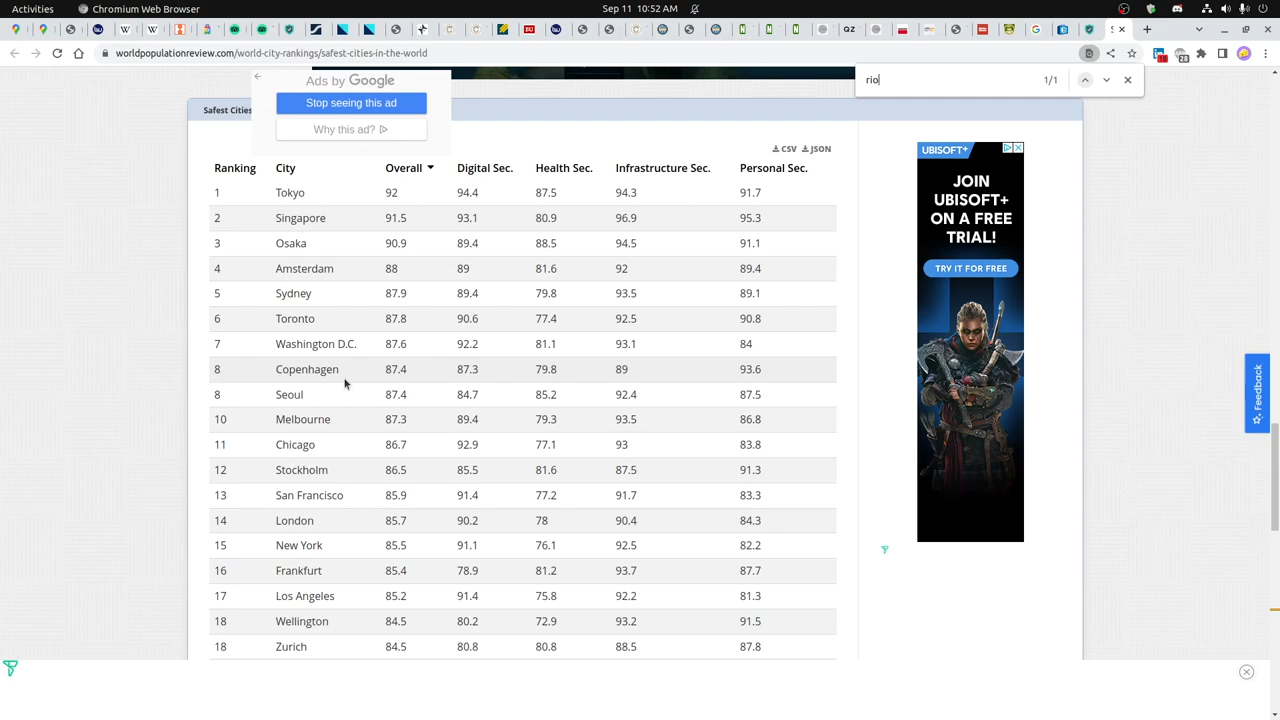 Activities Chromium Web Browser Sep 11 10:52 AM
worldpopulationreview.com/world-city-rankings/safest-cities-in-the-world
10 28
rio 1/1
Ads by Google
Stop seeing this ad
Why this ad?
Safest Cities
CSV JSON
Ranking City Overall Digital Sec. Health Sec. Infrastructure Sec. Personal Sec.
1 Tokyo 92 94.4 87.5 94.3 91.7
2 Singapore 91.5 93.1 80.9 96.9 95.3
3 Osaka 90.9 89.4 88.5 94.5 91.1
4 Amsterdam 88 89 81.6 92 89.4
5 Sydney 87.9 89.4 79.8 93.5 89.1
6 Toronto 87.8 90.6 77.4 92.5 90.8
7 Washington D.C. 87.6 92.2 81.1 93.1 84
8 Copenhagen 87.4 87.3 79.8 89 93.6
8 Seoul 87.4 84.7 85.2 92.4 87.5
10 Melbourne 87.3 89.4 79.3 93.5 86.8
11 Chicago 86.7 92.9 77.1 93 83.8
12 Stockholm 86.5 85.5 81.6 87.5 91.3
13 San Francisco 85.9 91.4 77.2 91.7 83.3
14 London 85.7 90.2 78 90.4 84.3
15 New York 85.5 91.1 76.1 92.5 82.2
16 Frankfurt 85.4 78.9 81.2 93.7 87.7
17 Los Angeles 85.2 91.4 75.8 92.2 81.3
18 Wellington 84.5 80.2 72.9 93.2 91.5
18 Zurich 84.5 80.8 80.8 88.5 87.8
UBISOFT+
JOIN
UBISOFT+
ON A FREE
TRIAL!
TRY IT FOR FREE
Feedback